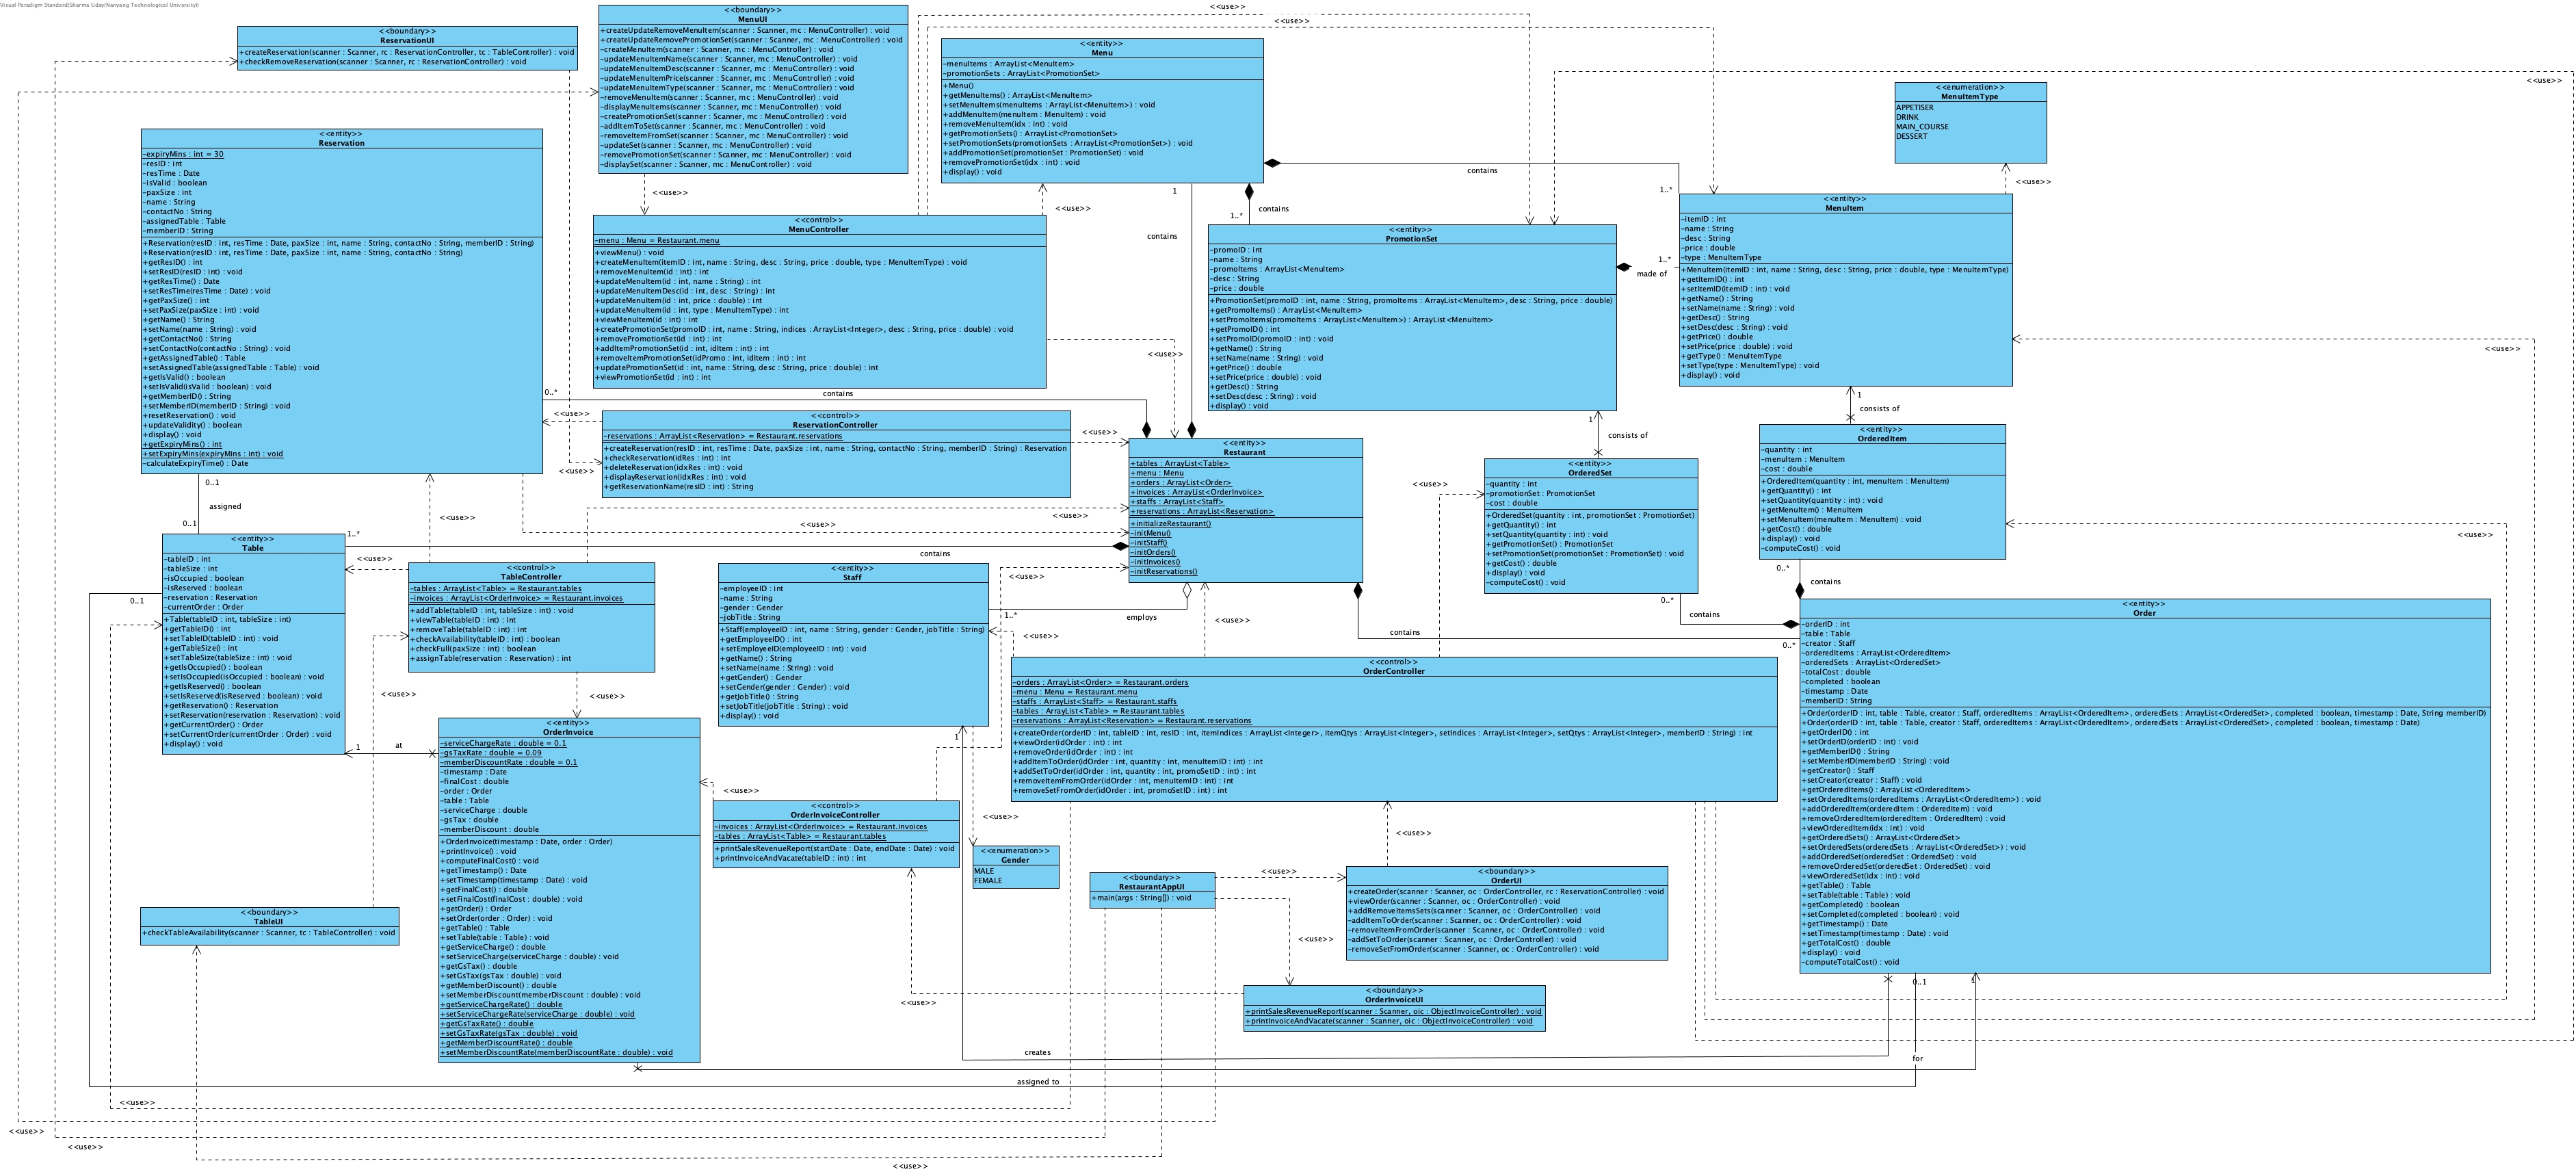 Visual Paradigm Standard(Sharma Uday(Nanyang Technological University))
<<boundary>>
ReservationUI
+createReservation(scanner : Scanner, rc : ReservationController, tc : TableController) : void
+checkRemoveReservation(scanner : Scanner, rc : ReservationController) : void
<<boundary>>
MenuUI
+createUpdateRemoveMenuItem(scanner : Scanner, mc : MenuController) : void
+createUpdateRemovePromotionSet(scanner : Scanner, mc : MenuController) : void
-createMenuItem(scanner : Scanner, mc : MenuController) : void
-updateMenuItemName(scanner : Scanner, mc : MenuController) : void
-updateMenuItemDesc(scanner : Scanner, mc : MenuController) : void
-updateMenuItemPrice(scanner : Scanner, mc : MenuController) : void
-updateMenuItemType(scanner : Scanner, mc : MenuController) : void
-removeMenuItem(scanner : Scanner, mc : MenuController) : void
-displayMenuItems(scanner : Scanner, mc : MenuController) : void
-createPromotionSet(scanner : Scanner, mc : MenuController) : void
-addItemToSet(scanner : Scanner, mc : MenuController) : void
-removeItemFromSet(scanner : Scanner, mc : MenuController) : void
-updateSet(scanner : Scanner, mc : MenuController) : void
-removePromotionSet(scanner : Scanner, mc : MenuController) : void
-displaySet(scanner : Scanner, mc : MenuController) : void
<<use>>
<<use>>
<<entity>>
Menu
-menuItems : ArrayList<MenuItem>
-promotionSets : ArrayList<PromotionSet>
+Menu()
+getMenuItems() : ArrayList<MenuItem>
+setMenuItems(menuItems : ArrayList<MenuItem>) : void
+addMenuItem(menuItem : MenuItem) : void
+removeMenuItem(idx : int) : void
+getPromotionSets() : ArrayList<PromotionSet>
+setPromotionSets(promotionSets : ArrayList<PromotionSet>) : void
+addPromotionSet(promotionSet : PromotionSet) : void
+removePromotionSet(idx : int) : void
+display() : void
<<use>>
<<enumeration>>
MenuItemType
APPETISER
DRINK
MAIN_COURSE
DESSERT
<<use>>
<<entity>>
Reservation
-expiryMins : int = 30
-resID : int
-resTime : Date
-isValid : boolean
-paxSize : int
-name : String
-contactNo : String
-assignedTable : Table
-memberID : String
+Reservation(resID : int, resTime : Date, paxSize : int, name : String, contactNo : String, memberID : String)
+Reservation(resID : int, resTime : Date, paxSize : int, name : String, contactNo : String)
+getResID() : int
+setResID(resID : int) : void
+getResTime() : Date
+setResTime(resTime : Date) : void
+getPaxSize() : int
+setPaxSize(paxSize : int) : void
+getName() : String
+setName(name : String) : void
+getContactNo() : String
+setContactNo(contactNo : String) : void
+getAssignedTable() : Table
+setAssignedTable(assignedTable : Table) : void
+getIsValid() : boolean
+setIsValid(isValid : boolean) : void
+getMemberID() : String
+setMemberID(memberID : String) : void
+resetReservation() : void
+updateValidity() : boolean
+display() : void
+getExpiryMins() : int
+setExpiryMins(expiryMins : int) : void
-calculateExpiryTime() : Date
<<use>>
<<use>>
1
contains
contains
1..*
contains
1..*
<<control>>
MenuController
-menu : Menu = Restaurant.menu
+viewMenu() : void
+createMenuItem(itemID : int, name : String, desc : String, price : double, type : MenuItemType) : void
+removeMenuItem(id : int) : int
+updateMenuItem(id : int, name : String) : int
+updateMenuItemDesc(id : int, desc : String) : int
+updateMenuItem(id : int, price : double) : int
+updateMenuItem(id : int, type : MenuItemType) : int
+viewMenuItem(id : int) : int
+createPromotionSet(promoID : int, name : String, indices : ArrayList<Integer>, desc : String, price : double) : void
+removePromotionSet(id : int) : int
+addItemPromotionSet(id : int, idItem : int) : int
+removeItemPromotionSet(idPromo : int, idItem : int) : int
+updatePromotionSet(id : int, name : String, desc : String, price : double) : int
+viewPromotionSet(id : int) : int
<<use>>
<<entity>>
PromotionSet
-promoID : int
-name : String
-promoItems : ArrayList<MenuItem>
-desc : String
-price : double
+PromotionSet(promoID : int, name : String, promoItems : ArrayList<MenuItem>, desc : String, price : double)
+getPromoItems() : ArrayList<MenuItem>
+setPromoItems(promoItems : ArrayList<MenuItem>) : ArrayList<MenuItem>
+getPromoID() : int
+setPromoID(promoID : int) : void
+getName() : String
+setName(name : String) : void
+getPrice() : double
+setPrice(price : double) : void
+getDesc() : String
+setDesc(desc : String) : void
+display() : void
1..*
made of
<<entity>>
MenuItem
-itemID : int
-name : String
-desc : String
-price : double
-type : MenuItemType
+MenuItem(itemID : int, name : String, desc : String, price : double, type : MenuItemType)
+getItemID() : int
+setItemID(itemID : int) : void
+getName() : String
+setName(name : String) : void
+getDesc() : String
+setDesc(desc : String) : void
+getPrice() : double
+setPrice(price : double) : void
+getType() : MenuItemType
+setType(type : MenuItemType) : void
+display() : void
<<use>>
0..*
contains
<<use>>
<<use>>
<<use>>
<<control>>
ReservationController
-reservations : ArrayList<Reservation> = Restaurant.reservations
+createReservation(resID : int, resTime : Date, paxSize : int, name : String, contactNo : String, memberID : String) : Reservation
+checkReservation(idRes : int) : int
+deleteReservation(idxRes : int) : void
+displayReservation(idxRes : int) : void
+getReservationName(resID : int) : String
<<entity>>
Restaurant
+tables : ArrayList<Table>
+menu : Menu
+orders : ArrayList<Order>
+invoices : ArrayList<OrderInvoice>
+staffs : ArrayList<Staff>
+reservations : ArrayList<Reservation>
+initializeRestaurant()
-initMenu()
-initStaff()
-initOrders()
-initInvoices()
-initReservations()
1
consists of
<<entity>>
OrderedSet
-quantity : int
-promotionSet : PromotionSet
-cost : double
+OrderedSet(quantity : int, promotionSet : PromotionSet)
+getQuantity() : int
+setQuantity(quantity : int) : void
+getPromotionSet() : PromotionSet
+setPromotionSet(promotionSet : PromotionSet) : void
+getCost() : double
+display() : void
-computeCost() : void
1
consists of
<<entity>>
OrderedItem
-quantity : int
-menuItem : MenuItem
-cost : double
+OrderedItem(quantity : int, menuItem : MenuItem)
+getQuantity() : int
+setQuantity(quantity : int) : void
+getMenuItem() : MenuItem
+setMenuItem(menuItem : MenuItem) : void
+getCost() : double
+display() : void
-computeCost() : void
<<use>>
<<use>>
0..1
assigned
0..1
<<use>>
<<use>>
<<use>>
1..*
contains
<<use>>
<<entity>>
Table
-tableID : int
-tableSize : int
-isOccupied : boolean
-isReserved : boolean
-reservation : Reservation
-currentOrder : Order
+Table(tableID : int, tableSize : int)
+getTableID() : int
+setTableID(tableID : int) : void
+getTableSize() : int
+setTableSize(tableSize : int) : void
+getIsOccupied() : boolean
+setIsOccupied(isOccupied : boolean) : void
+getIsReserved() : boolean
+setIsReserved(isReserved : boolean) : void
+getReservation() : Reservation
+setReservation(reservation : Reservation) : void
+getCurrentOrder() : Order
+setCurrentOrder(currentOrder : Order) : void
+display() : void
0..1
<<control>>
TableController
-tables : ArrayList<Table> = Restaurant.tables
-invoices : ArrayList<OrderInvoice> = Restaurant.invoices
+addTable(tableID : int, tableSize : int) : void
+viewTable(tableID : int) : int
+removeTable(tableID : int) : int
+checkAvailability(tableID : int) : boolean
+checkFull(paxSize : int) : boolean
+assignTable(reservation : Reservation) : int
<<use>>
<<use>>
<<entity>>
Staff
-employeeID : int
-name : String
-gender : Gender
-jobTitle : String
+Staff(employeeID : int, name : String, gender : Gender, jobTitle : String)
+getEmployeeID() : int
+setEmployeeID(employeeID : int) : void
+getName() : String
+setName(name : String) : void
+getGender() : Gender
+setGender(gender : Gender) : void
+getJobTitle() : String
+setJobTitle(jobTitle : String) : void
+display() : void
<<use>>
1..*
employs
<<use>>
<<use>>
contains
0..*
0..*
contains
0..*
contains
<<entity>>
Order
-orderID : int
-table : Table
-creator : Staff
-orderedItems : ArrayList<OrderedItem>
-orderedSets : ArrayList<OrderedSet>
-totalCost : double
-completed : boolean
-timestamp : Date
-memberID : String
+Order(orderID : int, table : Table, creator : Staff, orderedItems : ArrayList<OrderedItem>, orderedSets : ArrayList<OrderedSet>, completed : boolean, timestamp : Date, String memberID)
+Order(orderID : int, table : Table, creator : Staff, orderedItems : ArrayList<OrderedItem>, orderedSets : ArrayList<OrderedSet>, completed : boolean, timestamp : Date)
+getOrderID() : int
+setOrderID(orderID : int) : void
+getMemberID() : String
+setMemberID(memberID : String) : void
+getCreator() : Staff
+setCreator(creator : Staff) : void
+getOrderedItems() : ArrayList<OrderedItem>
+setOrderedItems(orderedItems : ArrayList<OrderedItem>) : void
+addOrderedItem(orderedItem : OrderedItem) : void
+removeOrderedItem(orderedItem : OrderedItem) : void
+viewOrderedItem(idx : int) : void
+getOrderedSets() : ArrayList<OrderedSet>
+setOrderedSets(orderedSets : ArrayList<OrderedSet>) : void
+addOrderedSet(orderedSet : OrderedSet) : void
+removeOrderedSet(orderedSet : OrderedSet) : void
+viewOrderedSet(idx : int) : void
+getTable() : Table
+setTable(table : Table) : void
+getCompleted() : boolean
+setCompleted(completed : boolean) : void
+getTimestamp() : Date
+setTimestamp(timestamp : Date) : void
+getTotalCost() : double
+display() : void
-computeTotalCost() : void
<<control>>
OrderController
-orders : ArrayList<Order> = Restaurant.orders
-menu : Menu = Restaurant.menu
-staffs : ArrayList<Staff> = Restaurant.staffs
-tables : ArrayList<Table> = Restaurant.tables
-reservations : ArrayList<Reservation> = Restaurant.reservations
+createOrder(orderID : int, tableID : int, resID : int, itemIndices : ArrayList<Integer>, itemQtys : ArrayList<Integer>, setIndices : ArrayList<Integer>, setQtys : ArrayList<Integer>, memberID : String) : int
+viewOrder(idOrder : int) : int
+removeOrder(idOrder : int) : int
+addItemToOrder(idOrder : int, quantity : int, menuItemID : int) : int
+addSetToOrder(idOrder : int, quantity : int, promoSetID : int) : int
+removeItemFromOrder(idOrder : int, menuItemID : int) : int
+removeSetFromOrder(idOrder : int, promoSetID : int) : int
1
at
<<entity>>
OrderInvoice
-serviceChargeRate : double = 0.1
-gsTaxRate : double = 0.09
-memberDiscountRate : double = 0.1
-timestamp : Date
-finalCost : double
-order : Order
-table : Table
-serviceCharge : double
-gsTax : double
-memberDiscount : double
+OrderInvoice(timestamp : Date, order : Order)
+printInvoice() : void
+computeFinalCost() : void
+getTimestamp() : Date
+setTimestamp(timestamp : Date) : void
+getFinalCost() : double
+setFinalCost(finalCost : double) : void
+getOrder() : Order
+setOrder(order : Order) : void
+getTable() : Table
+setTable(table : Table) : void
+getServiceCharge() : double
+setServiceCharge(serviceCharge : double) : void
+getGsTax() : double
+setGsTax(gsTax : double) : void
+getMemberDiscount() : double
+setMemberDiscount(memberDiscount : double) : void
+getServiceChargeRate() : double
+setServiceChargeRate(serviceCharge : double) : void
+getGsTaxRate() : double
+setGsTaxRate(gsTax : double) : void
+getMemberDiscountRate() : double
+setMemberDiscountRate(memberDiscountRate : double) : void
<<use>>
<<control>>
OrderInvoiceController
-invoices : ArrayList<OrderInvoice> = Restaurant.invoices
-tables : ArrayList<Table> = Restaurant.tables
+printSalesRevenueReport(startDate : Date, endDate : Date) : void
+printInvoiceAndVacate(tableID : int) : int
1
<<use>>
<<enumeration>>
Gender
MALE
FEMALE
<<boundary>>
TableUI
+checkTableAvailability(scanner : Scanner, tc : TableController) : void
<<boundary>>
RestaurantAppUI
+main(args : String[]) : void
<<use>>
<<use>>
<<use>>
<<boundary>>
OrderUI
+createOrder(scanner : Scanner, oc : OrderController, rc : ReservationController) : void
+viewOrder(scanner : Scanner, oc : OrderController) : void
+addRemoveItemsSets(scanner : Scanner, oc : OrderController) : void
-addItemToOrder(scanner : Scanner, oc : OrderController) : void
-removeItemFromOrder(scanner : Scanner, oc : OrderController) : void
-addSetToOrder(scanner : Scanner, oc : OrderController) : void
-removeSetFromOrder(scanner : Scanner, oc : OrderController) : void
<<use>>
<<boundary>>
OrderInvoiceUI
+printSalesRevenueReport(scanner : Scanner, oic : ObjectInvoiceController) : void
+printInvoiceAndVacate(scanner : Scanner, oic : ObjectInvoiceController) : void
0..1
1
creates
for
assigned to
<<use>>
<<use>>
<<use>>
<<use>>